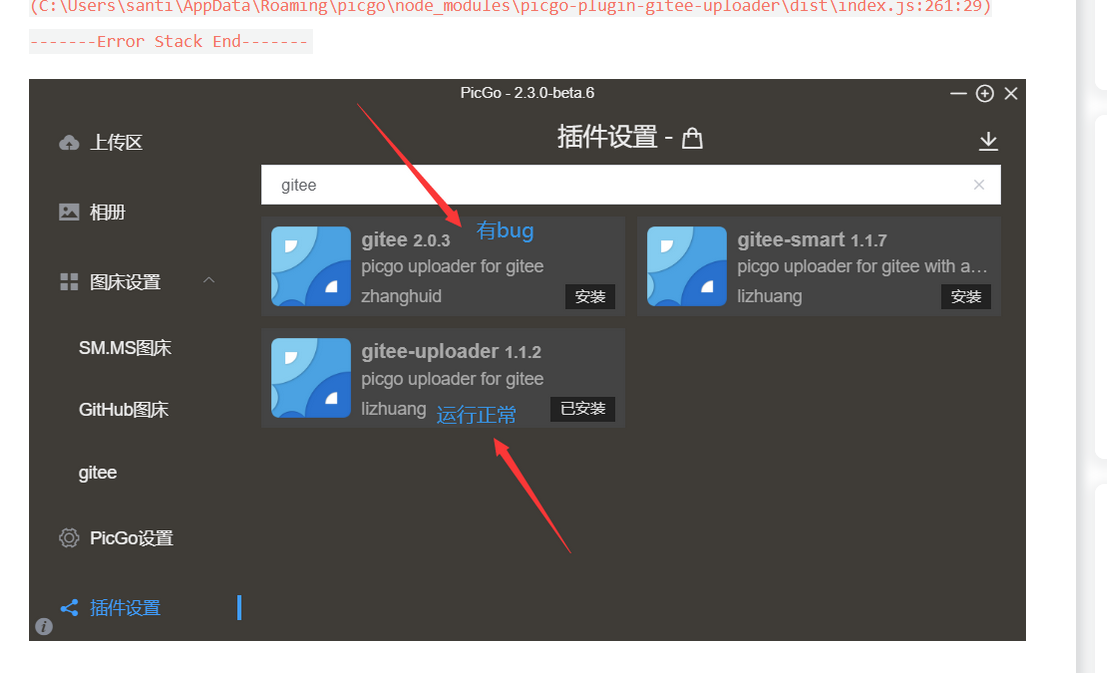 (C:\Users\santi\AppData\Roaming\picgo\node_modules\picgo-plugin-gitee-uploader\dist\index.js:261:29)
-------Error Stack End-------
PicGo - 2.3.0-beta.6
上传区
相册
图床设置
SM.MS图床
GitHub图床
gitee
PicGo设置
插件设置
插件设置 -
gitee
gitee 2.0.3
有bug
picgo uploader for gitee
zhanghuid
安装
gitee-smart 1.1.7
picgo uploader for gitee with a…
lizhuang
安装
gitee-uploader 1.1.2
picgo uploader for gitee
lizhuang
运行正常
已安装